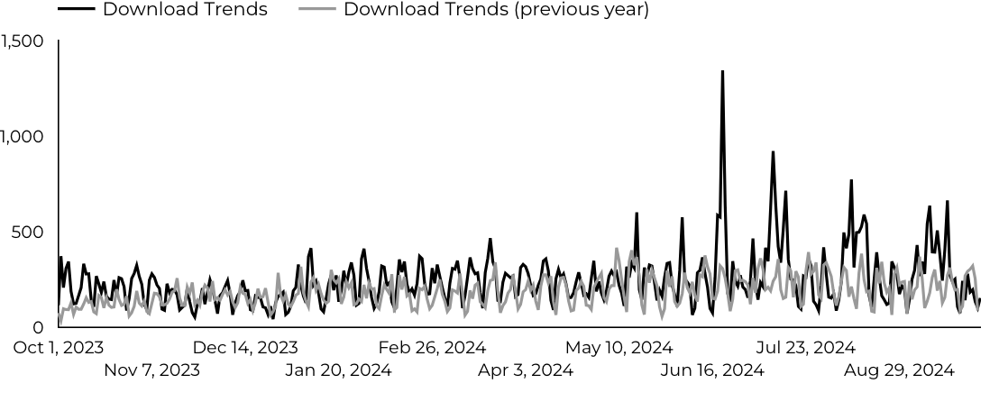 Download Trends Download Trends (previous year)
1,500
1,000
500
0
Oct 1, 2023 Dec 14, 2023 Feb 26, 2024 May 10, 2024 Jul 23, 2024
Nov 7, 2023 Jan 20, 2024 Apr 3, 2024 Jun 16, 2024 Aug 29, 2024